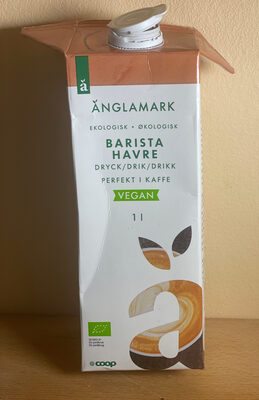 ä
ÄNGLAMARK
EKOLOGISK • ØKOLOGISK
BARISTA
HAVRE
DRYCK/DRIK/DRIKK
PERFEKT I KAFFE
VEGAN
1 l
ä
coop